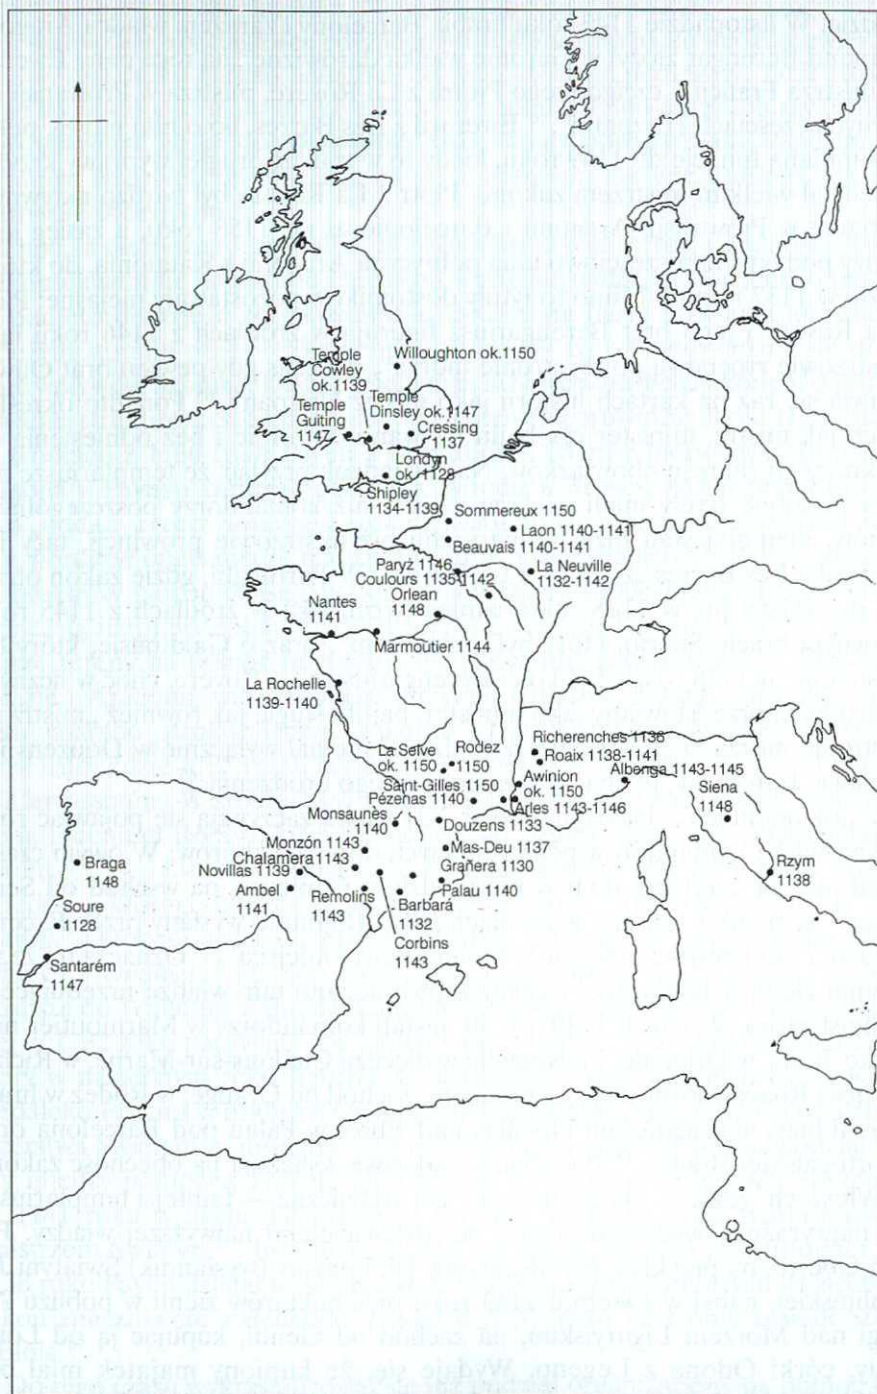 Willoughton ok.1150
Temple
Cowley
ok.1139
Temple
Dinsley ok.1147
Temple
Guiting
1147
Cressing
1137
Londyn
ok. 1128
Shipley
1134-1139
Sommereux 1150
Laon 1140-1141
Beauvais 1140-1141
Paryż 1146
La Neuville
1132-1142
Coulours 1135-1142
Orlean
1148
Nantes
1141
Marmoutier 1144
La Rochelle
1139-1140
Richerenches 1136
Roaix 1138-1141
La Selve
ok. 1150
Rodez
1150
Awinion
ok. 1150
Albenga 1143-1145
Saint-Gilles 1150
Pézenas 1140
Arles 1143-1146
Siena
1148
Monsaunès
1140
Douzens 1133
Mas-Deu 1137
Monzón 1143
Chalamera 1143
Grañera 1130
Novillas 1139
Palau 1140
Ambel
1141
Remolins
1143
Barbará
1132
Corbins
1143
Rzym
1138
Braga
1148
Soure
1128
Santarém
1147